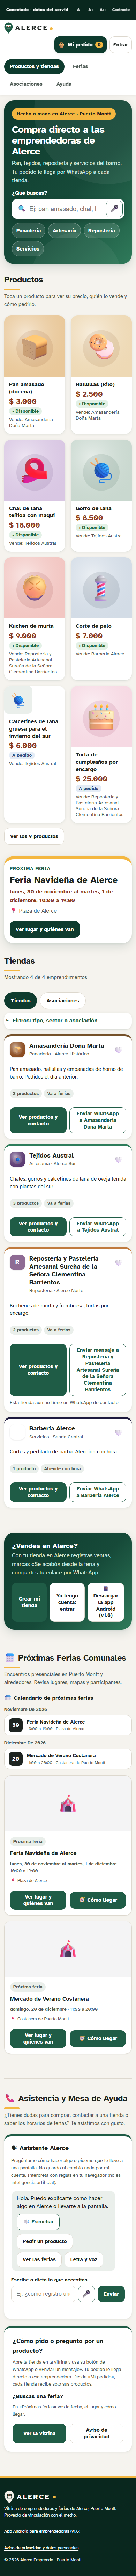 Conectado · datos del servid
A
A+
A++
Contraste
ALERCE
Mi pedido
0
Entrar
Productos y tiendas
Ferias
Asociaciones
Ayuda
Hecho a mano en Alerce · Puerto Montt
Compra directo a las
emprendedoras de
Alerce
Pan, tejidos, repostería y servicios del barrio.
Tu pedido le llega por WhatsApp a cada
tienda.
¿Qué buscas?
Ej: pan amasado, chal, l
Panadería
Artesanía
Repostería
Servicios
Productos
Toca un producto para ver su precio, quién lo vende y
cómo pedirlo.
Pan amasado
(docena)
$ 3.000
Disponible
Vende: Amasandería
Doña Marta
Hallullas (kilo)
$ 2.500
Disponible
Vende: Amasandería
Doña Marta
Chal de lana
teñida con maqui
$ 18.000
Disponible
Vende: Tejidos Austral
Gorro de lana
$ 8.500
Disponible
Vende: Tejidos Austral
Kuchen de murta
$ 9.000
Disponible
Vende: Repostería y
Pastelería Artesanal
Sureña de la Señora
Clementina Barrientos
Corte de pelo
$ 7.000
Disponible
Vende: Barbería Alerce
Calcetines de lana
gruesa para el
invierno del sur
$ 6.000
A pedido
Vende: Tejidos Austral
Torta de
cumpleaños por
encargo
$ 25.000
A pedido
Vende: Repostería y
Pastelería Artesanal
Sureña de la Señora
Clementina Barrientos
Ver los 9 productos
PRÓXIMA FERIA
Feria Navideña de Alerce
lunes, 30 de noviembre al martes, 1 de
diciembre, 10:00 a 19:00
Plaza de Alerce
Ver lugar y quiénes van
Tiendas
Mostrando 4 de 4 emprendimientos
Tiendas
Asociaciones
Filtros: tipo, sector o asociación
Amasandería Doña Marta
Panadería · Alerce Histórico
Pan amasado, hallullas y empanadas de horno de
barro. Pedidos el día anterior.
3 productos
Va a ferias
Ver productos y
contacto
Enviar WhatsApp
a Amasandería
Doña Marta
Tejidos Austral
Artesanía · Alerce Sur
Chales, gorros y calcetines de lana de oveja teñida
con plantas del sur.
3 productos
Va a ferias
Ver productos y
contacto
Enviar WhatsApp
a Tejidos Austral
R
Repostería y Pastelería
Artesanal Sureña de la
Señora Clementina
Barrientos
Repostería · Alerce Norte
Kuchenes de murta y frambuesa, tortas por
encargo.
2 productos
Va a ferias
Ver productos y
contacto
Enviar mensaje a
Repostería y
Pastelería
Artesanal Sureña
de la Señora
Clementina
Barrientos
Esta tienda aún no tiene un WhatsApp de contacto
Barbería Alerce
Servicios · Senda Central
Cortes y perfilado de barba. Atención con hora.
1 producto
Atiende con hora
Ver productos y
contacto
Enviar WhatsApp
a Barbería Alerce
¿Vendes en Alerce?
Con tu tienda en Alerce registras ventas,
marcas «Se acabó» desde la feria y
compartes tu enlace por WhatsApp.
Crear mi
tienda
Ya tengo
cuenta:
entrar
Descargar
la app
Android
(v1.6)
Próximas Ferias Comunales
Encuentros presenciales en Puerto Montt y
alrededores. Revisa lugares, mapas y participantes.
Calendario de próximas ferias
Noviembre De 2026
30
Feria Navideña de Alerce
10:00 a 19:00 · Plaza de Alerce
Diciembre De 2026
20
Mercado de Verano Costanera
11:00 a 20:00 · Costanera de Puerto Montt
Próxima feria
Feria Navideña de Alerce
lunes, 30 de noviembre al martes, 1 de diciembre ·
10:00 a 19:00
Plaza de Alerce
Ver lugar y
quiénes van
Cómo llegar
Próxima feria
Mercado de Verano Costanera
domingo, 20 de diciembre · 11:00 a 20:00
Costanera de Puerto Montt
Ver lugar y
quiénes van
Cómo llegar
Asistencia y Mesa de Ayuda
¿Tienes dudas para comprar, contactar a una tienda o
saber los horarios de ferias? Te asistimos con gusto.
Asistente Alerce
Pregúntame cómo hacer algo o pídeme que te lleve a
una pantalla. No guardo ni cambio nada por mi
cuenta. (Interpreta con reglas en tu navegador; no es
inteligencia artificial).
Hola. Puedo explicarte cómo hacer
algo en Alerce o llevarte a la pantalla.
Escuchar
Pedir un producto
Ver las ferias
Letra y voz
Escribe o dicta lo que necesitas
Ej: ¿cómo registro un
Enviar
¿Cómo pido o pregunto por un
producto?
Abre la tienda en la vitrina y usa su botón de
WhatsApp o «Enviar un mensaje». Tu pedido le llega
directo a la emprendedora. Desde «Mi pedido»,
cada tienda recibe solo sus productos.
¿Buscas una feria?
En «Próximas Ferias» ves la fecha, el lugar y cómo
llegar.
Ver la vitrina
Aviso de
privacidad
ALERCE
Vitrina de emprendedoras y ferias de Alerce, Puerto Montt.
Proyecto de vinculación con el medio.
App Android para emprendedoras (v1.6)
Aviso de privacidad y datos personales
© 2026 Alerce Emprende · Puerto Montt